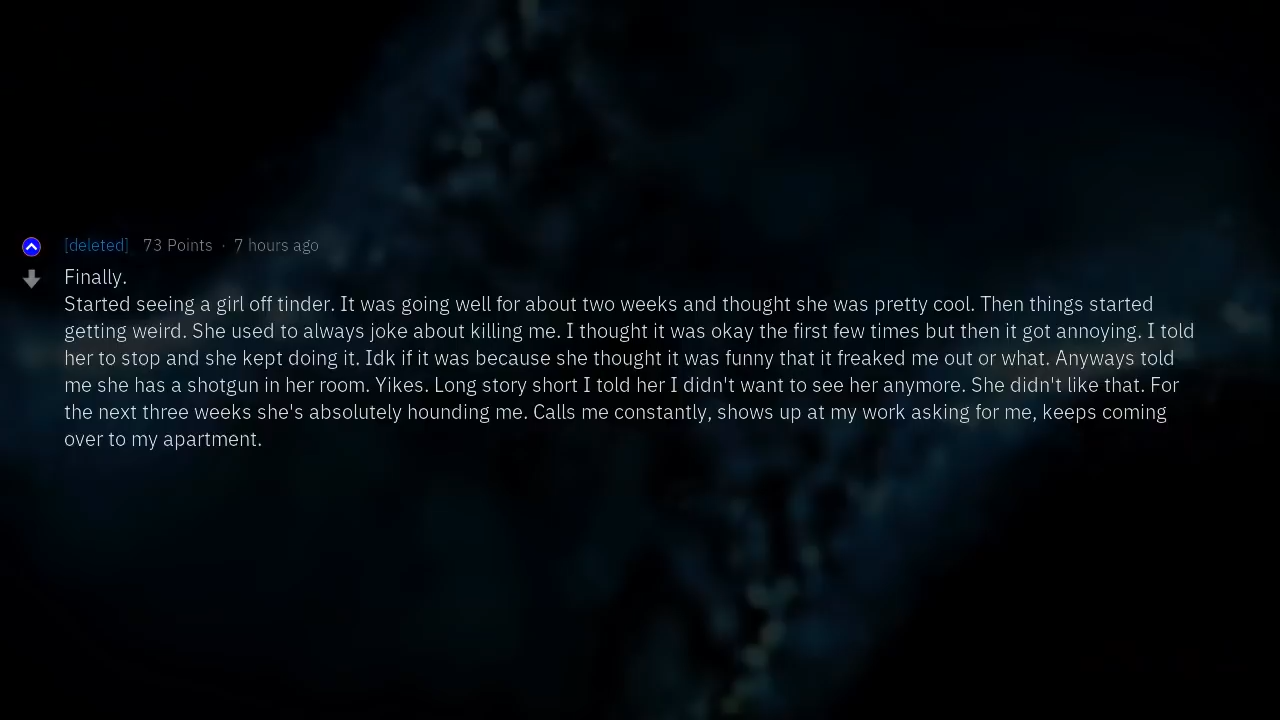 [deleted] 73 Points · 7 hours ago
Finally.
Started seeing a girl off tinder. It was going well for about two weeks and thought she was pretty cool. Then things started
getting weird. She used to always joke about killing me. I thought it was okay the first few times but then it got annoying. I told
her to stop and she kept doing it. Idk if it was because she thought it was funny that it freaked me out or what. Anyways told
me she has a shotgun in her room. Yikes. Long story short I told her I didn't want to see her anymore. She didn't like that. For
the next three weeks she's absolutely hounding me. Calls me constantly, shows up at my work asking for me, keeps coming
over to my apartment.